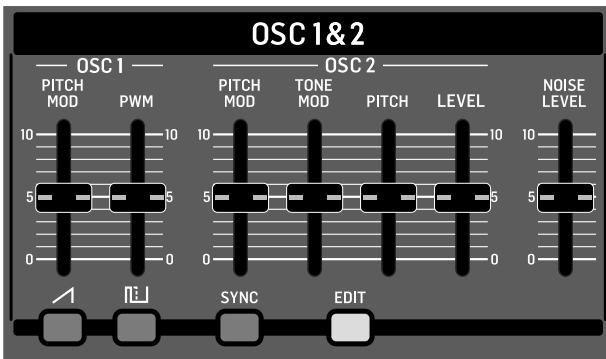 OSC 1&2
OSC 1
OSC 2
PITCH MOD
PWM
PITCH MOD
TONE MOD
PITCH
LEVEL
NOISE LEVEL
10 10 10 10 10
5 5 5 5 5
0 0 0 0 0
SYNC
EDIT